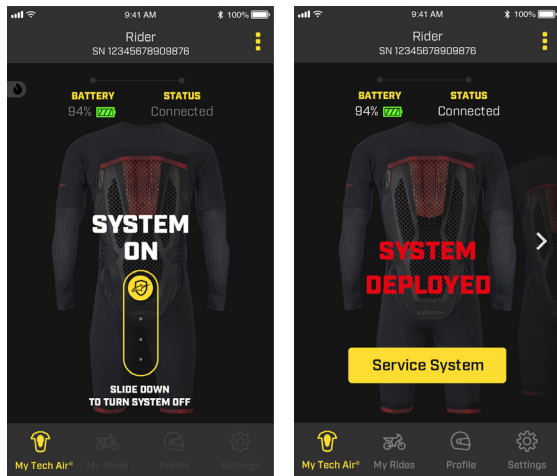 9:41 AM
100%
Rider
SN 12345678909876
BATTERY
STATUS
94%
Connected
SYSTEM
ON
SLIDE DOWN
TO TURN SYSTEM OFF
My Tech Air®
My Rides
Profile
Settings
9:41 AM
100%
Rider
SN 12345678909876
BATTERY
STATUS
94%
Connected
SYSTEM
DEPLOYED
Service System
My Tech Air®
My Rides
Profile
Settings